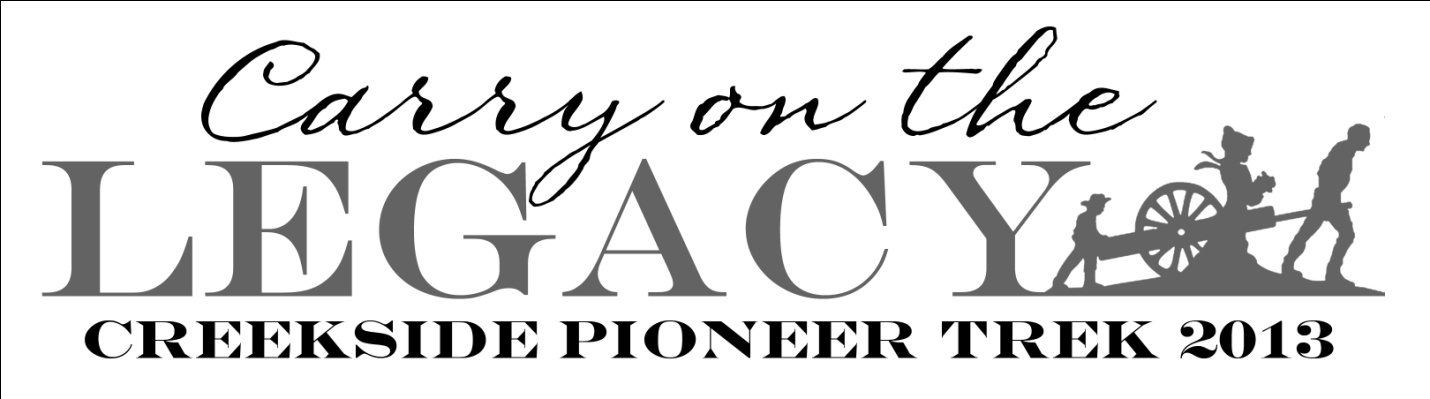 Carry on the
LEGACY
CREEKSIDE PIONEER TREK 2013